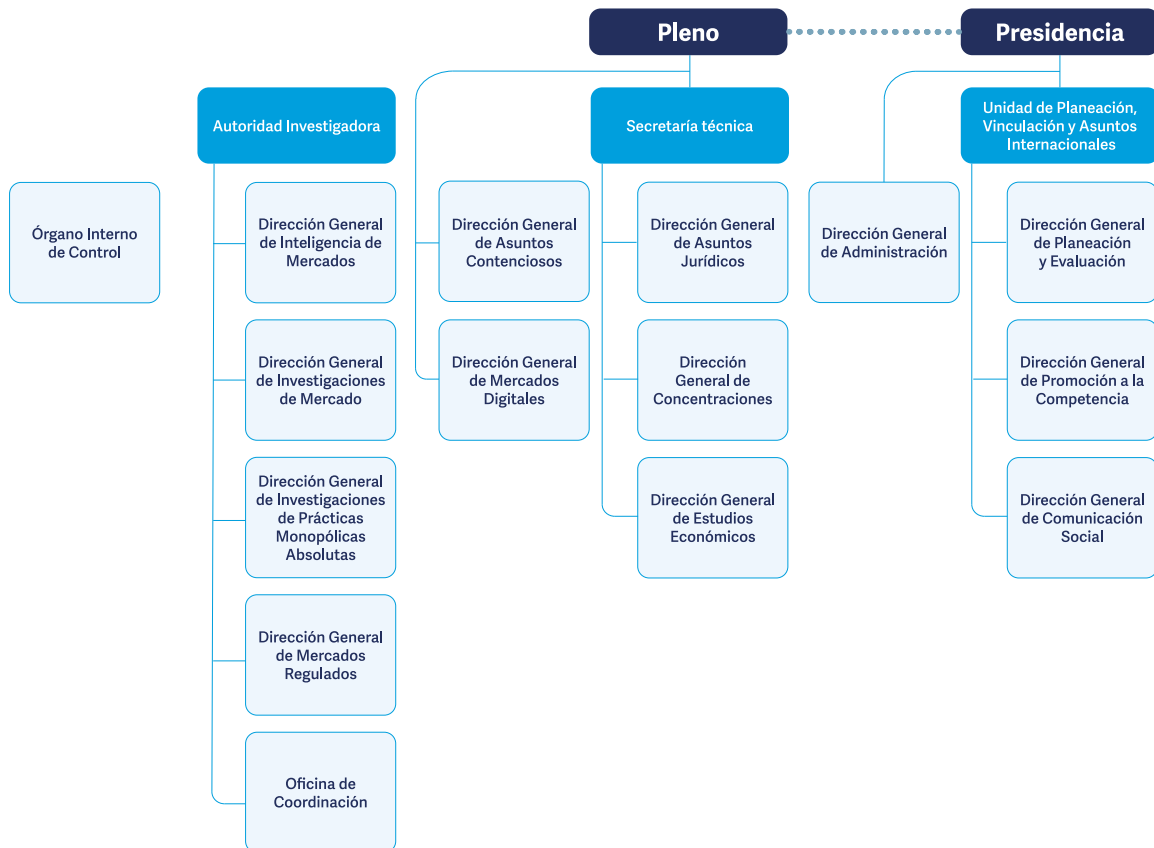 Pleno
Presidencia
Autoridad Investigadora
Secretaría técnica
Unidad de Planeación,
Vinculación y Asuntos
Internacionales
Órgano Interno
de Control
Dirección General
de Inteligencia de
Mercados
Dirección General
de Asuntos
Contenciosos
Dirección General
de Asuntos
Jurídicos
Dirección General
de Administración
Dirección General
de Planeación
y Evaluación
Dirección General
de Investigaciones
de Mercado
Dirección General
de Mercados
Digitales
Dirección
General de
Concentraciones
Dirección General
de Promoción a la
Competencia
Dirección General
de Investigaciones
de Prácticas
Monopólicas
Absolutas
Dirección General
de Estudios
Económicos
Dirección General
de Comunicación
Social
Dirección General
de Mercados
Regulados
Oficina de
Coordinación